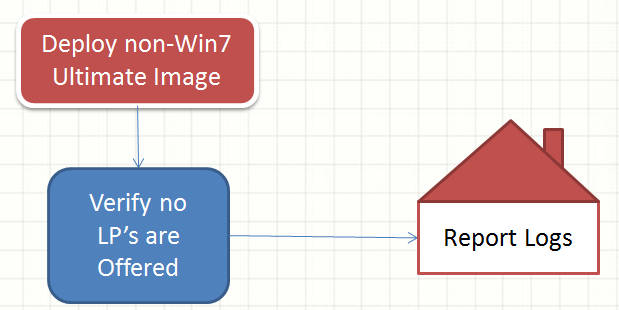 Deploy non-Win7
Ultimate Image
Verify no
LP's are
Offered
Report Logs